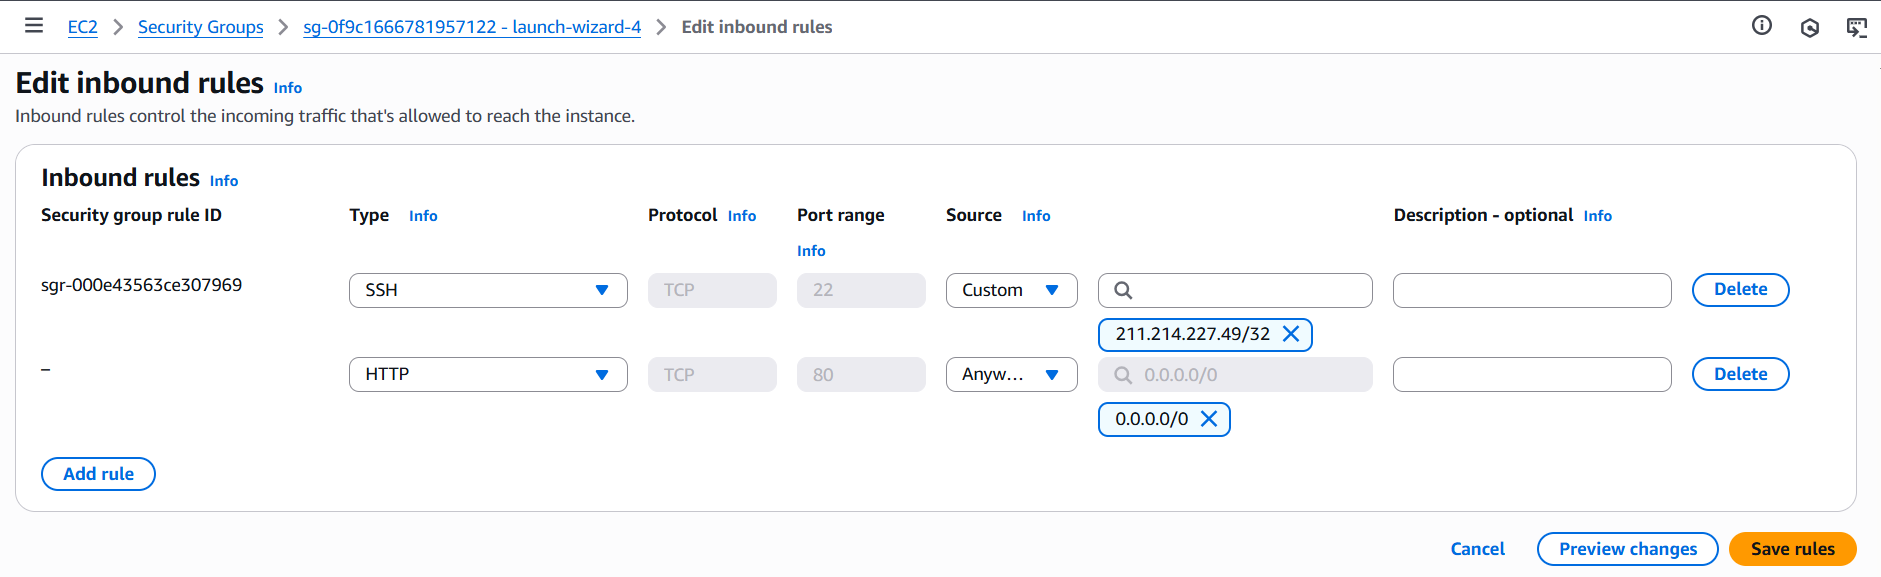 EC2 > Security Groups > sg-0f9c1666781957122 - launch-wizard-4 > Edit inbound rules
Edit inbound rules Info
Inbound rules control the incoming traffic that's allowed to reach the instance.
Inbound rules Info
Security group rule ID Type Info Protocol Info Port range Source Info Description - optional Info
Info
sgr-000e43563ce307969 SSH TCP 22 Custom Delete
211.214.227.49/32
– HTTP TCP 80 Anyw... 0.0.0.0/0 Delete
0.0.0.0/0
Add rule
Cancel Preview changes Save rules